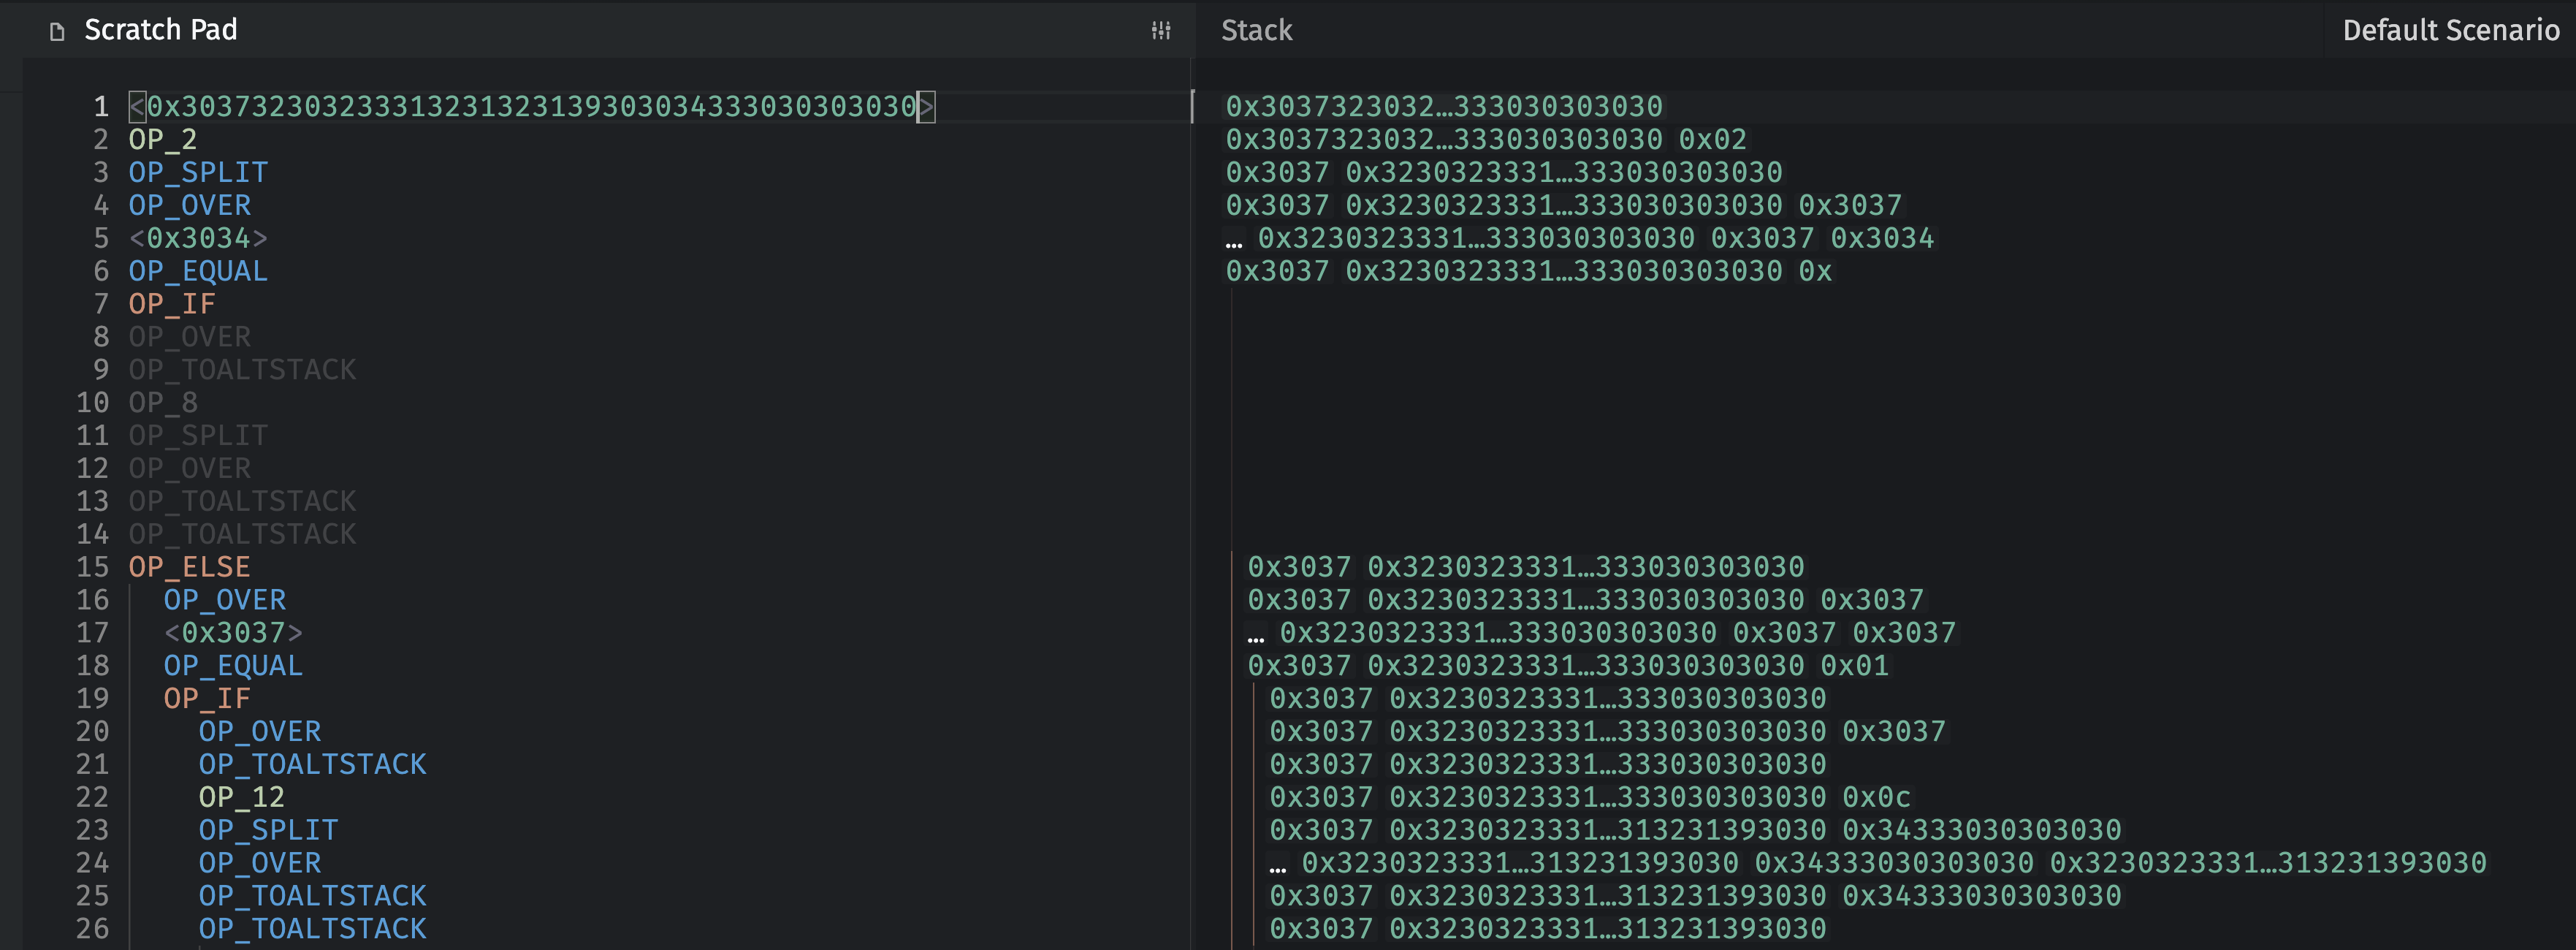 Scratch Pad
Stack
Default Scenario
1 <0x303732303233313231323139303034333030303030> 0x3037323032…333030303030
2 OP_2 0x3037323032…333030303030 0x02
3 OP_SPLIT 0x3037 0x3230323331…333030303030
4 OP_OVER 0x3037 0x3230323331…333030303030 0x3037
5 <0x3034> … 0x3230323331…333030303030 0x3037 0x3034
6 OP_EQUAL 0x3037 0x3230323331…333030303030 0x
7 OP_IF
8 OP_OVER
9 OP_TOALTSTACK
10 OP_8
11 OP_SPLIT
12 OP_OVER
13 OP_TOALTSTACK
14 OP_TOALTSTACK
15 OP_ELSE 0x3037 0x3230323331…333030303030
16 OP_OVER 0x3037 0x3230323331…333030303030 0x3037
17 <0x3037> … 0x3230323331…333030303030 0x3037 0x3037
18 OP_EQUAL 0x3037 0x3230323331…333030303030 0x01
19 OP_IF 0x3037 0x3230323331…333030303030
20 OP_OVER 0x3037 0x3230323331…333030303030 0x3037
21 OP_TOALTSTACK 0x3037 0x3230323331…333030303030
22 OP_12 0x3037 0x3230323331…333030303030 0x0c
23 OP_SPLIT 0x3037 0x3230323331…313231393030 0x34333030303030
24 OP_OVER … 0x3230323331…313231393030 0x34333030303030 0x3230323331…313231393030
25 OP_TOALTSTACK 0x3037 0x3230323331…313231393030 0x34333030303030
26 OP_TOALTSTACK 0x3037 0x3230323331…313231393030